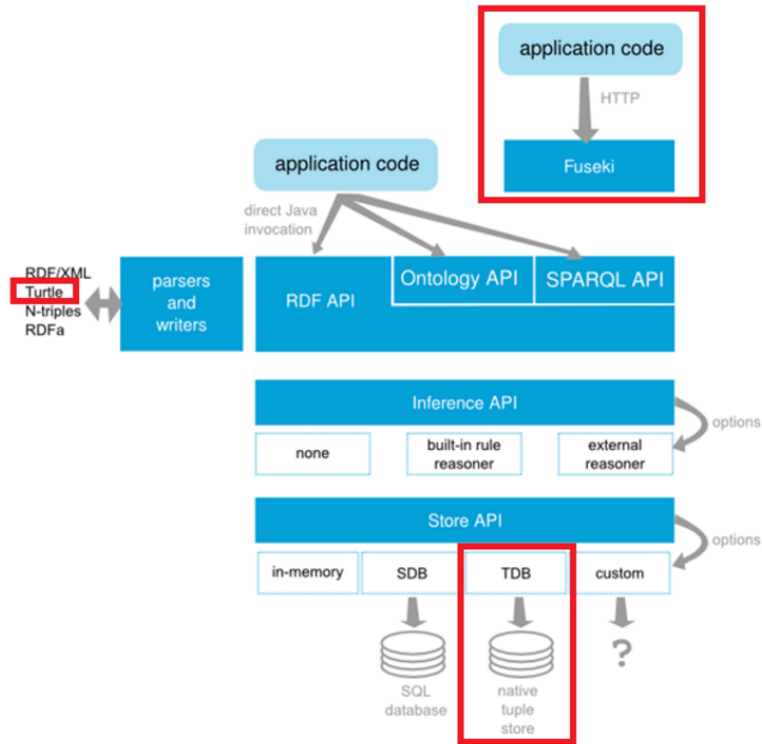 application code
HTTP
Fuseki
application code
direct Java
invocation
RDF/XML
Turtle
N-triples
RDFa
parsers
and
writers
RDF API
Ontology API
SPARQL API
Inference API
options
none
built-in rule
reasoner
external
reasoner
Store API
options
in-memory
SDB
TDB
custom
SQL
database
native
tuple
store
?